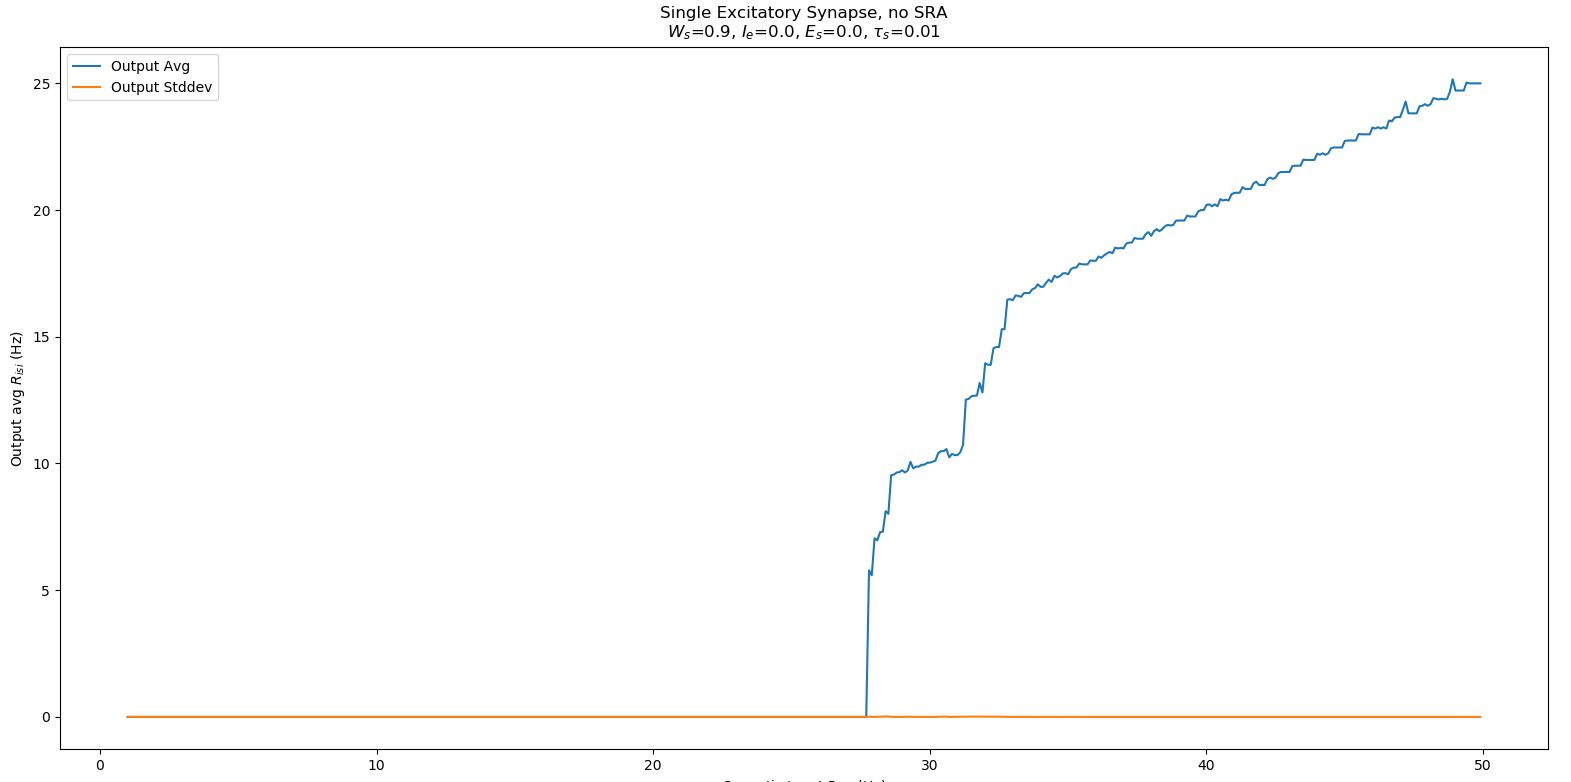 Single Excitatory Synapse, no SRA
Wₛ=0.9, Iₑ=0.0, Eₛ=0.0, τₛ=0.01
Output Avg
Output Stddev
Output avg Rᵢₛᵢ (Hz)
25
20
15
10
5
0
0 10 20 30 40 50